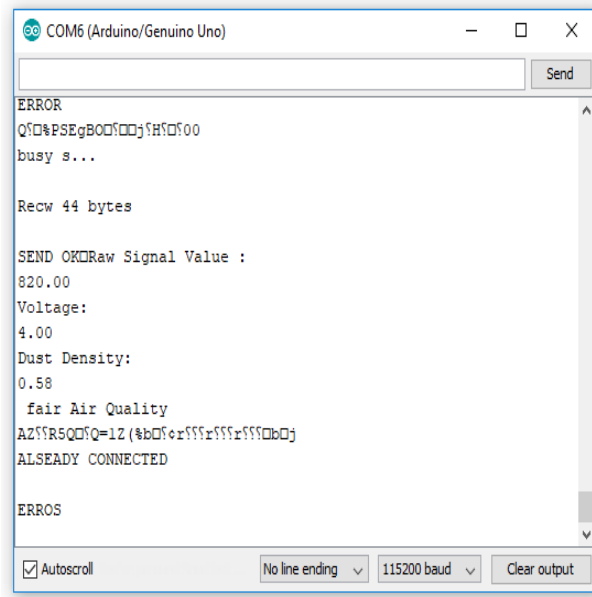 COM6 (Arduino/Genuino Uno)
Send
ERROR
busy s...
Recw 44 bytes
SEND OK□Raw Signal Value :
820.00
Voltage:
4.00
Dust Density:
0.58
fair Air Quality
ALSEADY CONNECTED
ERROS
Autoscroll
No line ending
115200 baud
Clear output